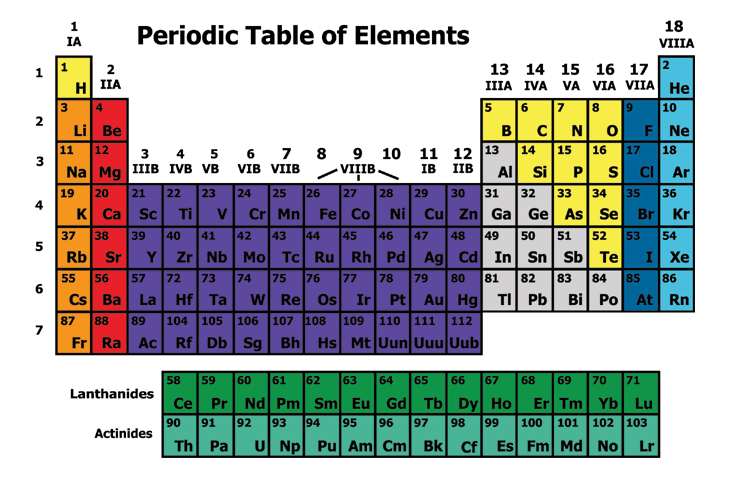 Periodic Table of Elements
1 18
IA VIIIA
1 1 2 13 14 15 16 17 2
H IIA IIIA IVA VA VIA VIIA He
2 3 4 5 6 7 8 9 10
Li Be B C N O F Ne
3 11 12 3 4 5 6 7 8 9 10 11 12 13 14 15 16 17 18
Na Mg IIIB IVB VB VIB VIIB VIIIB IB IIB Al Si P S Cl Ar
4 19 20 21 22 23 24 25 26 27 28 29 30 31 32 33 34 35 36
K Ca Sc Ti V Cr Mn Fe Co Ni Cu Zn Ga Ge As Se Br Kr
5 37 38 39 40 41 42 43 44 45 46 47 48 49 50 51 52 53 54
Rb Sr Y Zr Nb Mo Tc Ru Rh Pd Ag Cd In Sn Sb Te I Xe
6 55 56 57 72 73 74 75 76 77 78 79 80 81 82 83 84 85 86
Cs Ba La Hf Ta W Re Os Ir Pt Au Hg Tl Pb Bi Po At Rn
7 87 88 89 104 105 106 107 108 109 110 111 112
Fr Ra Ac Rf Db Sg Bh Hs Mt Uun Uuu Uub
Lanthanides 58 59 60 61 62 63 64 65 66 67 68 69 70 71
Ce Pr Nd Pm Sm Eu Gd Tb Dy Ho Er Tm Yb Lu
Actinides 90 91 92 93 94 95 96 97 98 99 100 101 102 103
Th Pa U Np Pu Am Cm Bk Cf Es Fm Md No Lr